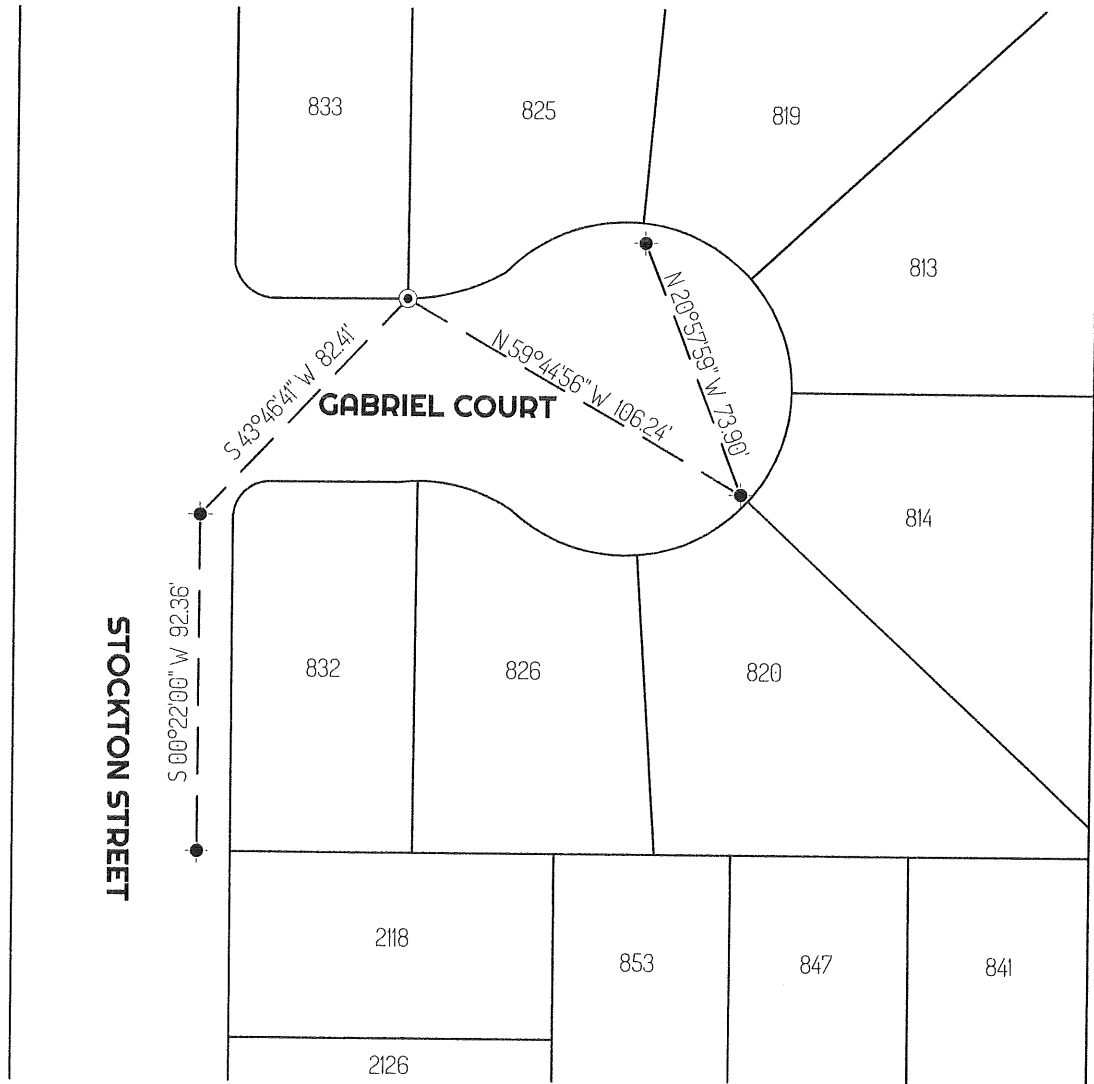 833
825
819
813
N 20°57'59" W 73.90'
N 59°44'56" W 106.24'
S 43°46'41" W 82.41'
GABRIEL COURT
814
S 00°22'00" W 92.36'
STOCKTON STREET
832
826
820
2118
853
847
841
2126